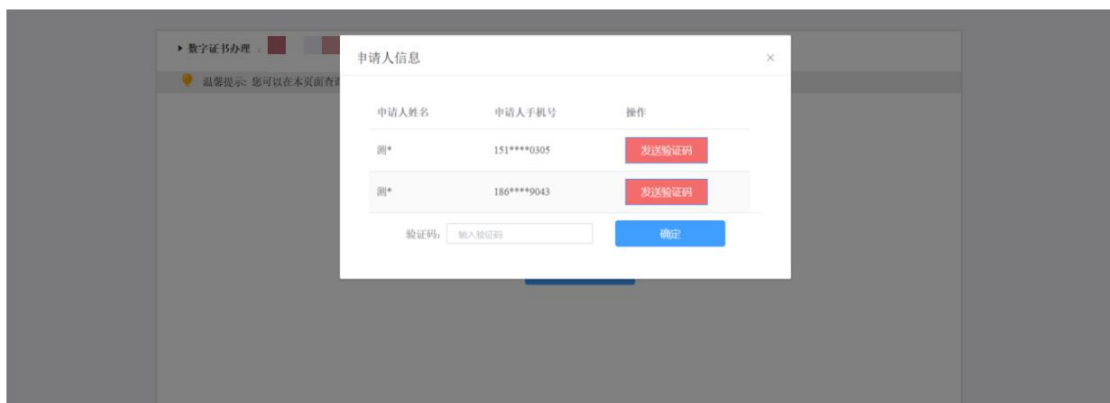 数字证书办理：
申请人信息
温馨提示: 您可以在本页面查询
申请人姓名 申请人手机号 操作
测* 151****0305 发送验证码
测* 186****9043 发送验证码
验证码： 输入验证码 确定